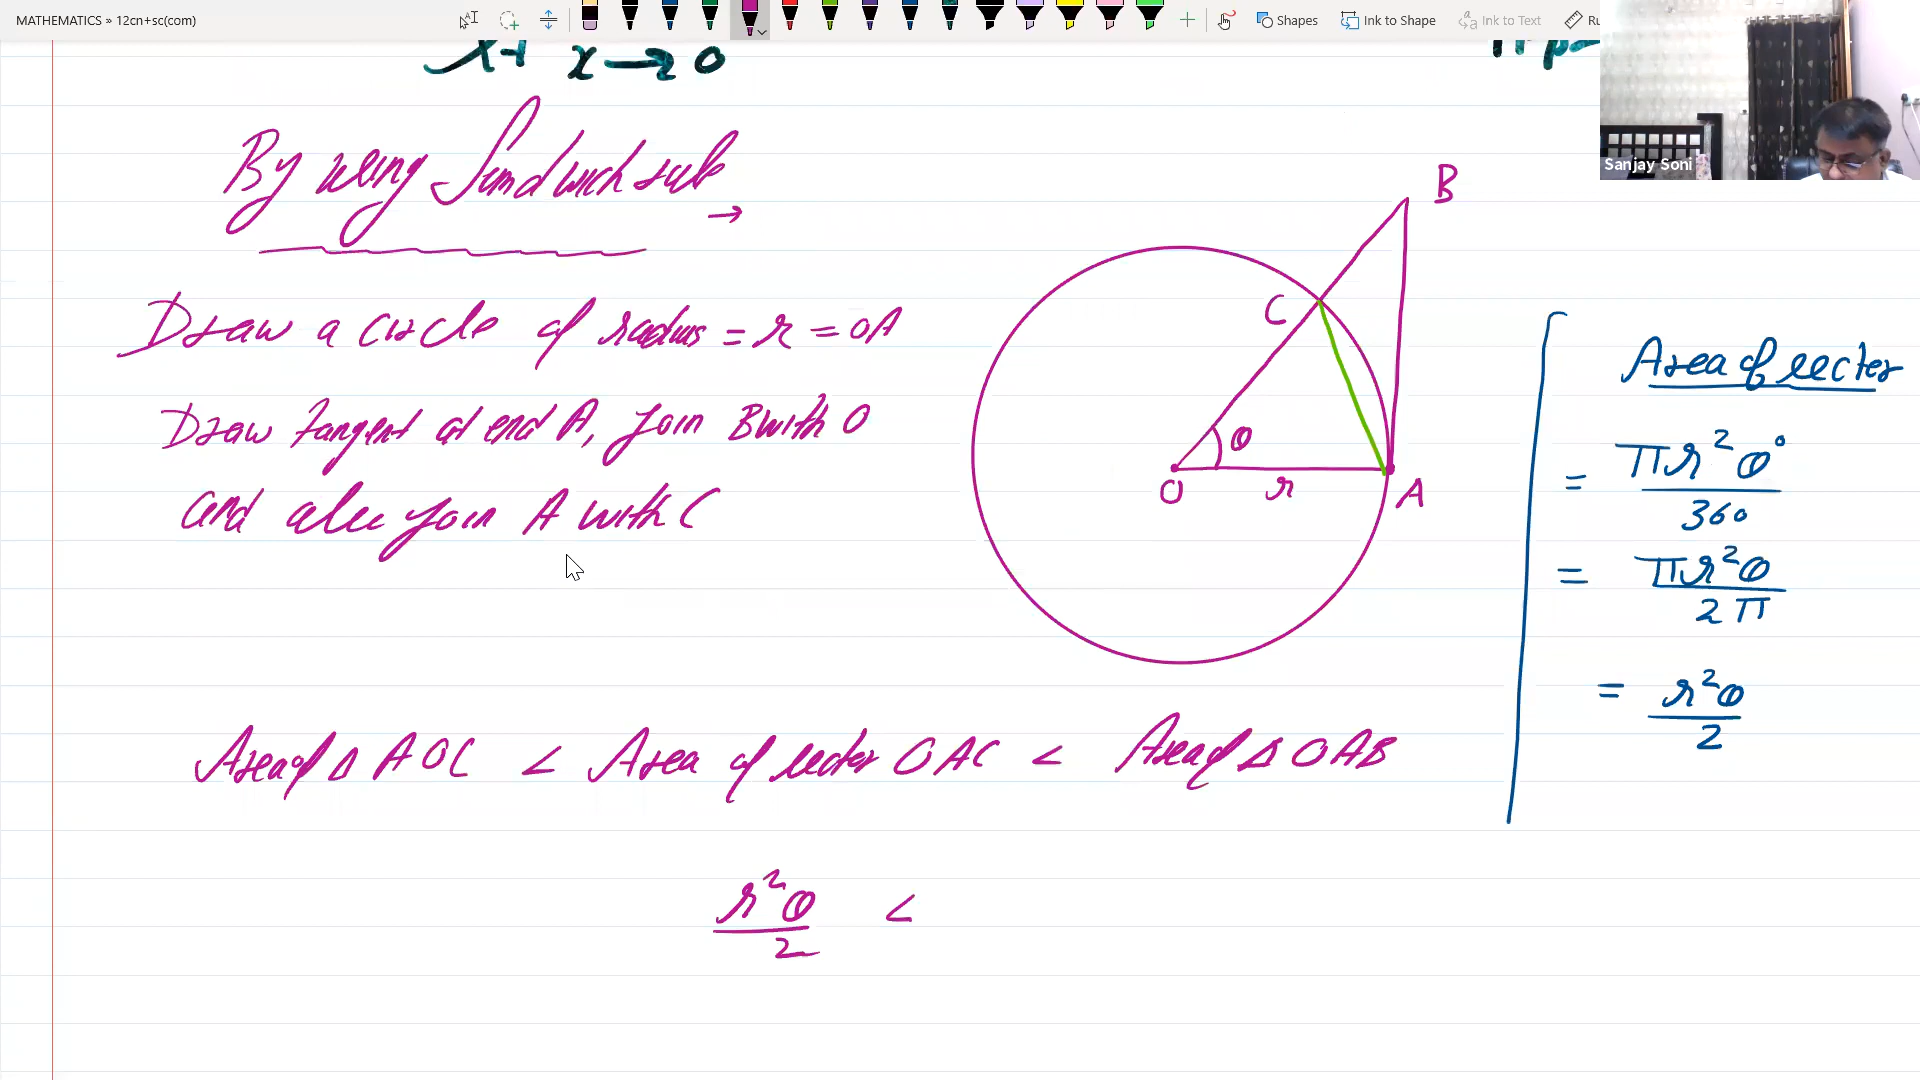 MATHEMATICS » 12cn+sc(com)
Shapes
Ink to Shape
Ink to Text
Ru
Sanjay Soni
x → 0
By using Sandwich rule →
Draw a circle of radius = r = OA
Draw tangent at end A, join B with O
and also join A with C
B
C
θ
O
r
A
Area of sector
= πr²θ° / 360
= πr²θ / 2π
= r²θ / 2
Area of Δ AOC < Area of sector OAC < Area of Δ OAB
r²θ / 2 <